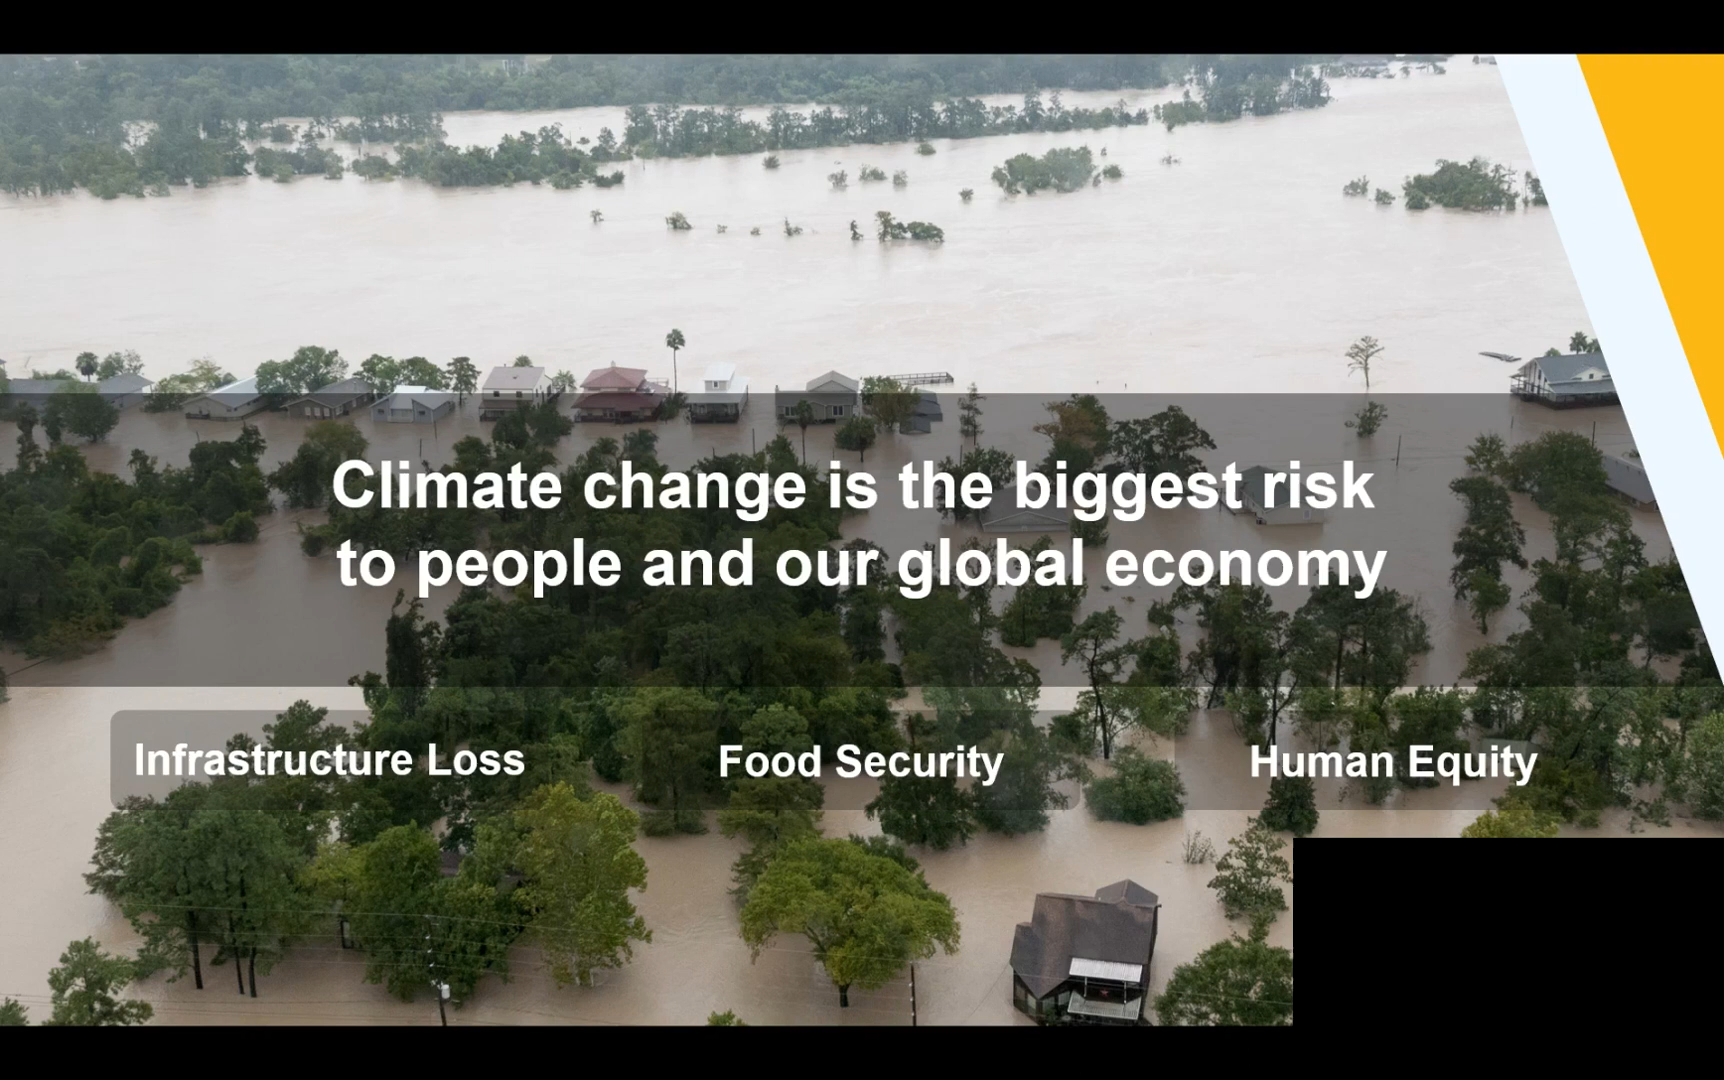 Climate change is the biggest risk
to people and our global economy
Infrastructure Loss
Food Security
Human Equity